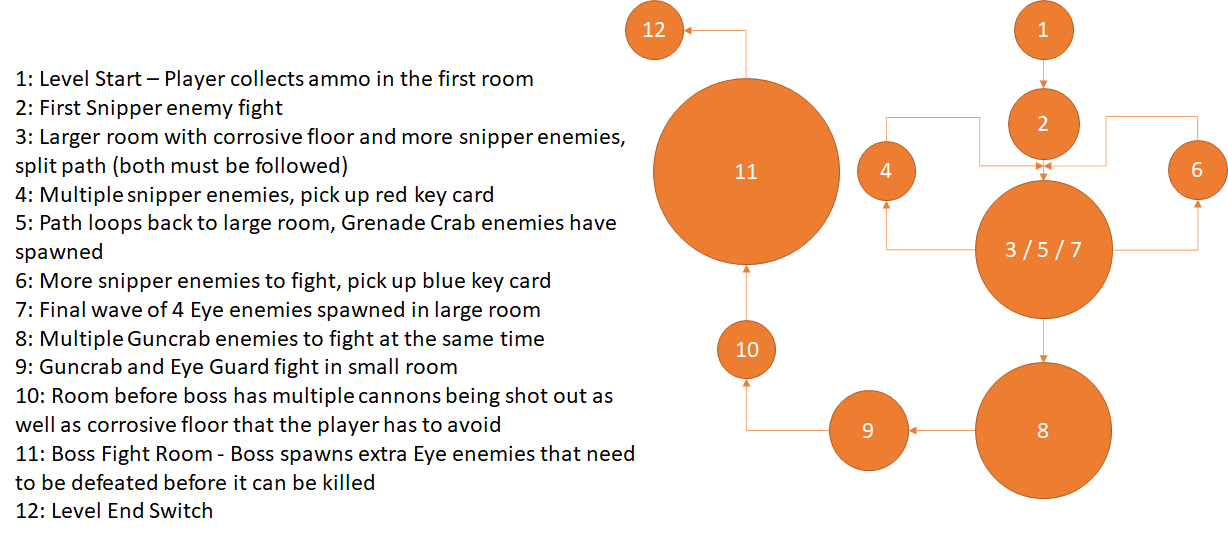 1: Level Start – Player collects ammo in the first room
2: First Snipper enemy fight
3: Larger room with corrosive floor and more snipper enemies,
split path (both must be followed)
4: Multiple snipper enemies, pick up red key card
5: Path loops back to large room, Grenade Crab enemies have
spawned
6: More snipper enemies to fight, pick up blue key card
7: Final wave of 4 Eye enemies spawned in large room
8: Multiple Guncrab enemies to fight at the same time
9: Guncrab and Eye Guard fight in small room
10: Room before boss has multiple cannons being shot out as
well as corrosive floor that the player has to avoid
11: Boss Fight Room - Boss spawns extra Eye enemies that need
to be defeated before it can be killed
12: Level End Switch
12
1
2
11
4
6
3 / 5 / 7
10
9
8